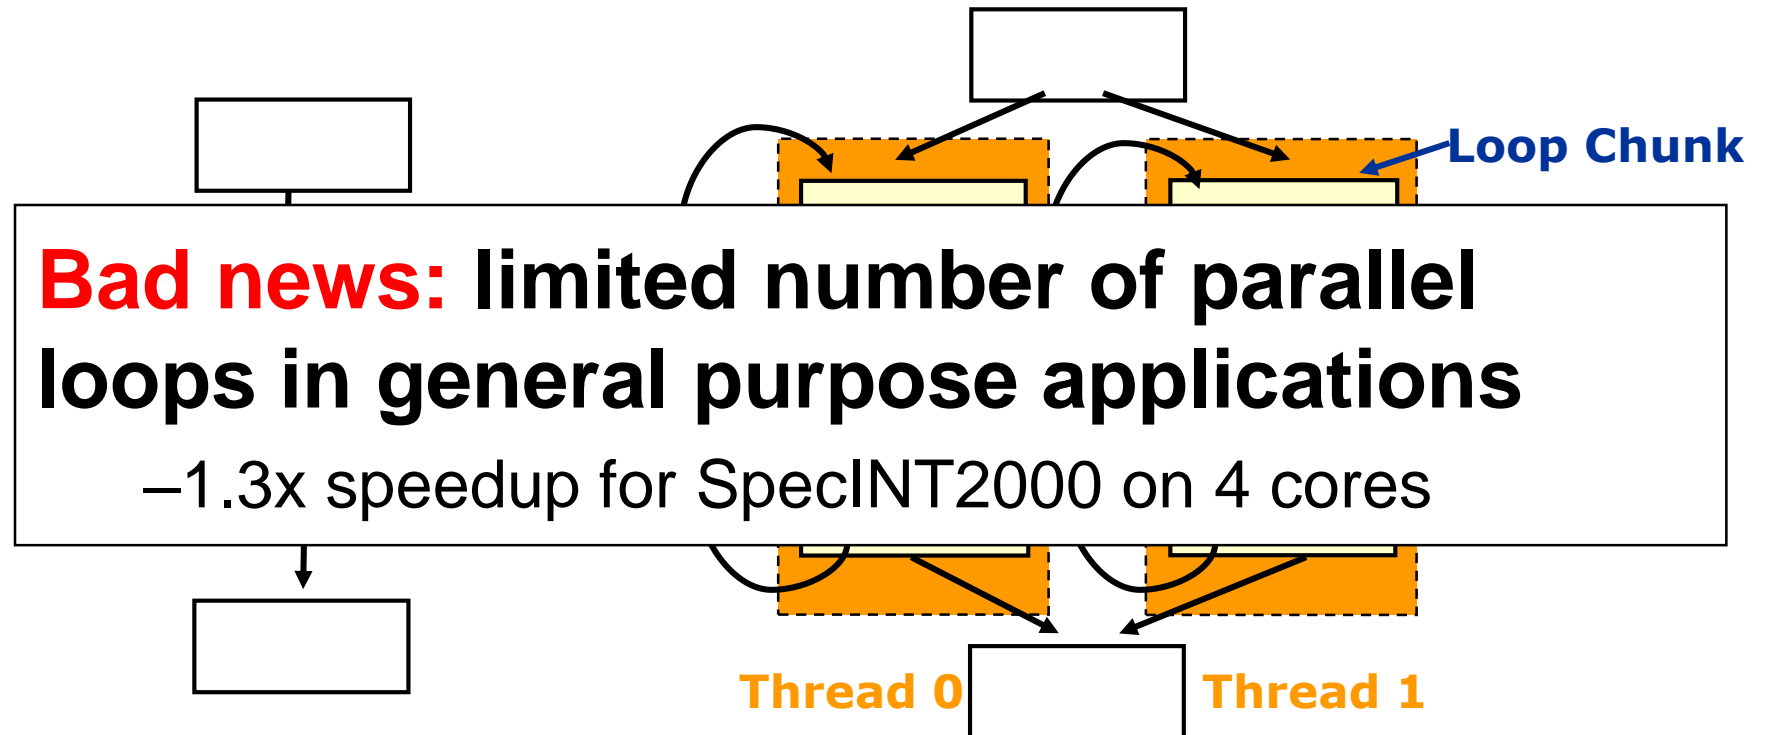 Loop Chunk
Bad news: limited number of parallel
loops in general purpose applications
–1.3x speedup for SpecINT2000 on 4 cores
Thread 0
Thread 1